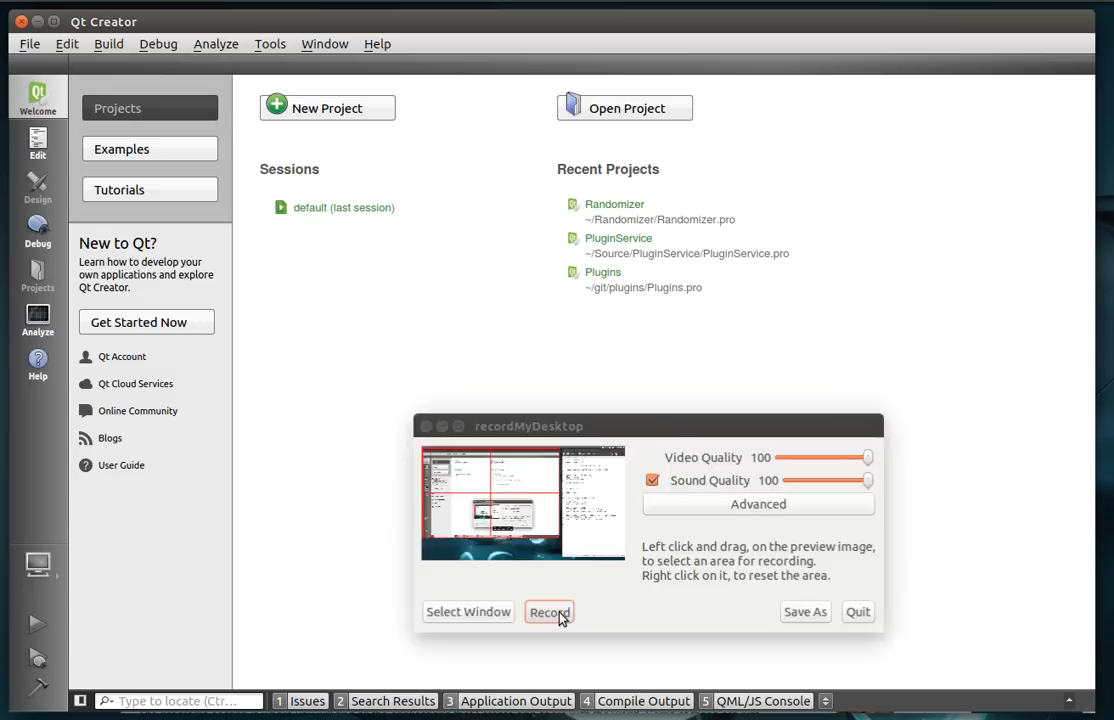 Qt Creator
File Edit Build Debug Analyze Tools Window Help
Qt
Welcome
Edit
Design
Debug
Projects
Analyze
Help
Projects
Examples
Tutorials
New to Qt?
Learn how to develop your
own applications and explore
Qt Creator.
Get Started Now
Qt Account
Qt Cloud Services
Online Community
Blogs
User Guide
New Project
Open Project
Sessions
default (last session)
Recent Projects
Randomizer
~/Randomizer/Randomizer.pro
PluginService
~/Source/PluginService/PluginService.pro
Plugins
~/git/plugins/Plugins.pro
recordMyDesktop
Video Quality 100
Sound Quality 100
Advanced
Left click and drag, on the preview image,
to select an area for recording.
Right click on it, to reset the area.
Select Window Record Save As Quit
Type to locate (Ctr... 1 Issues 2 Search Results 3 Application Output 4 Compile Output 5 QML/JS Console